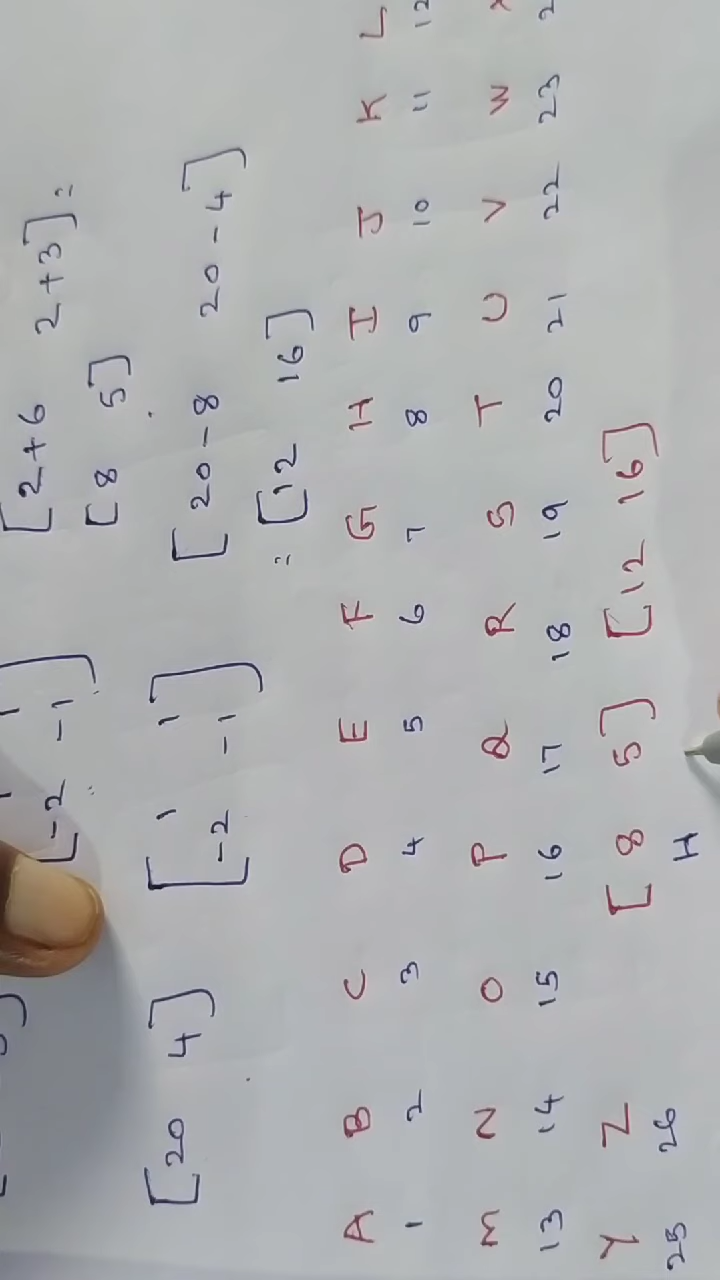 [2+6 2+3] =
[-2 -1] [8 5]
[20 4] [1 1] [20-8 20-4]
[-2 -1] = [12 16]
A B C D E F G H I J K L
1 2 3 4 5 6 7 8 9 10 11 12
M N O P Q R S T U V W
13 14 15 16 17 18 19 20 21 22 23
Y Z [8 5] [12 16]
25 26 H